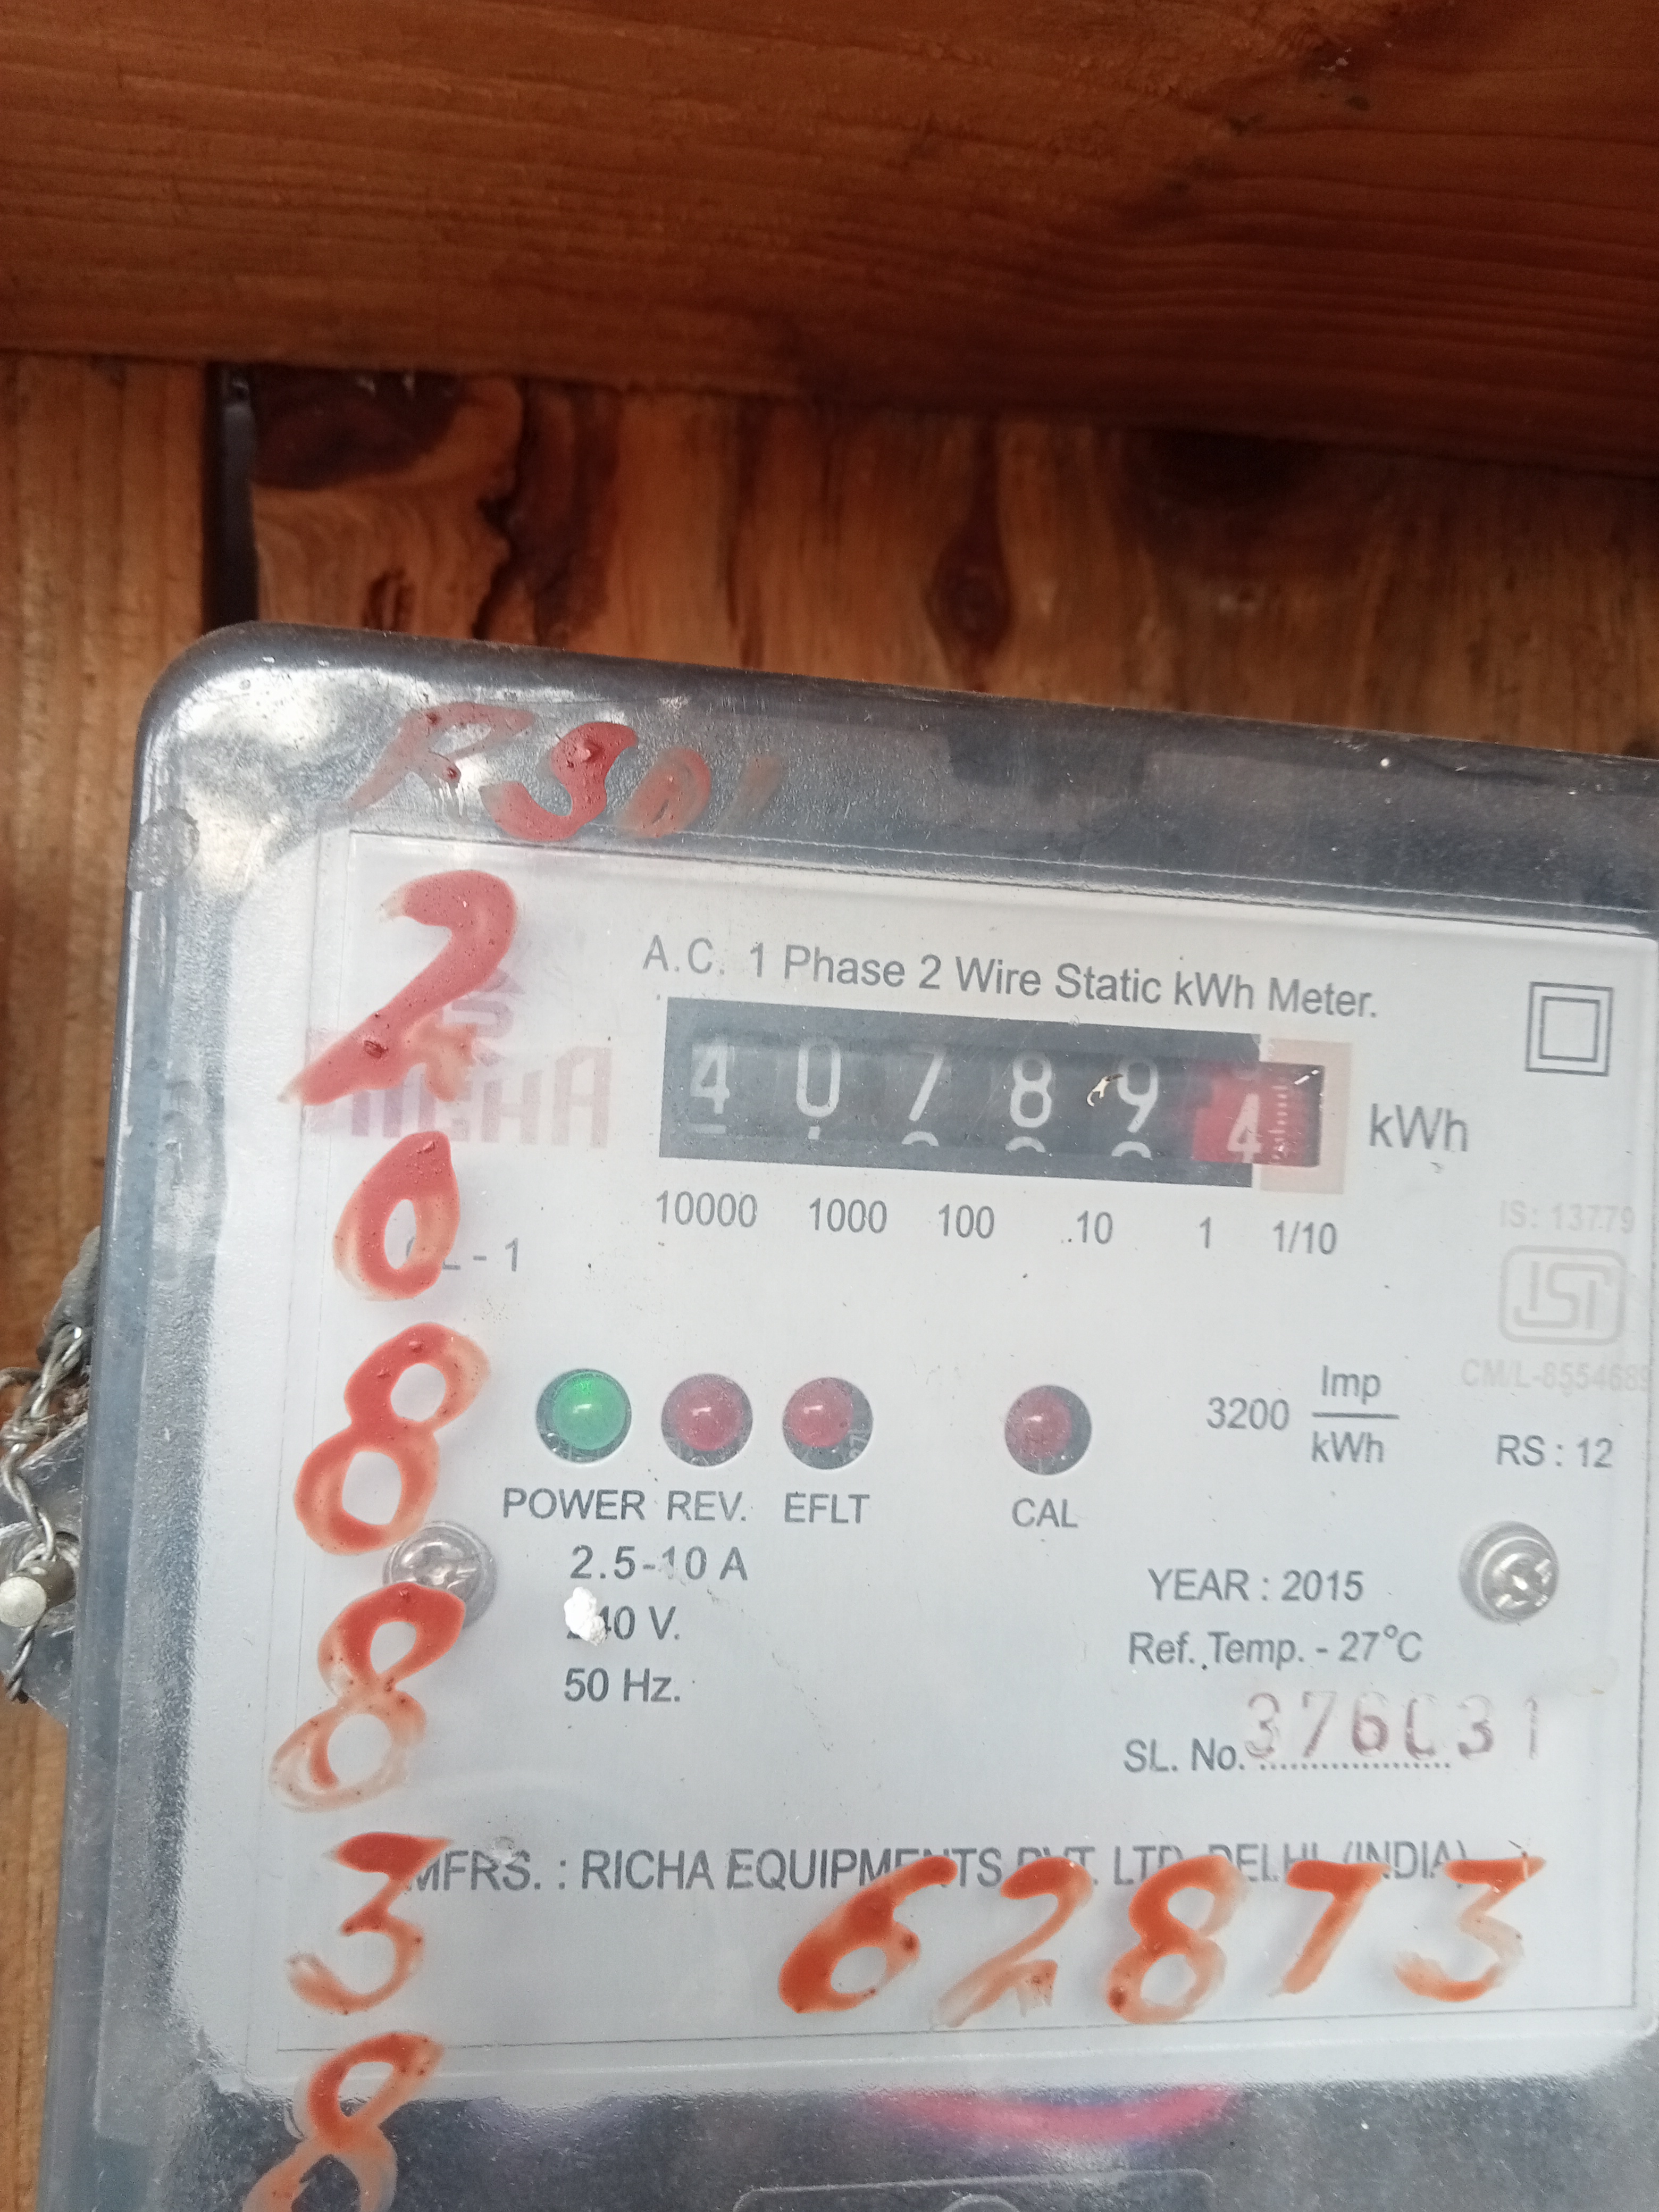 A.C. 1 Phase 2 Wire Static kWh Meter.
RICHA
4 0 7 8 9 4 kWh
10000 1000 100 10 1 1/10
CL - 1
IS: 13779
ISI
CM/L-8554689
3200 Imp
kWh
RS : 12
POWER REV. EFLT CAL
2.5-10 A
240 V.
50 Hz.
YEAR : 2015
Ref. Temp. - 27°C
SL. No. 376031
MFRS. : RICHA EQUIPMENTS PVT. LTD. DELHI (INDIA)
62873
2
0
8
8
3
8